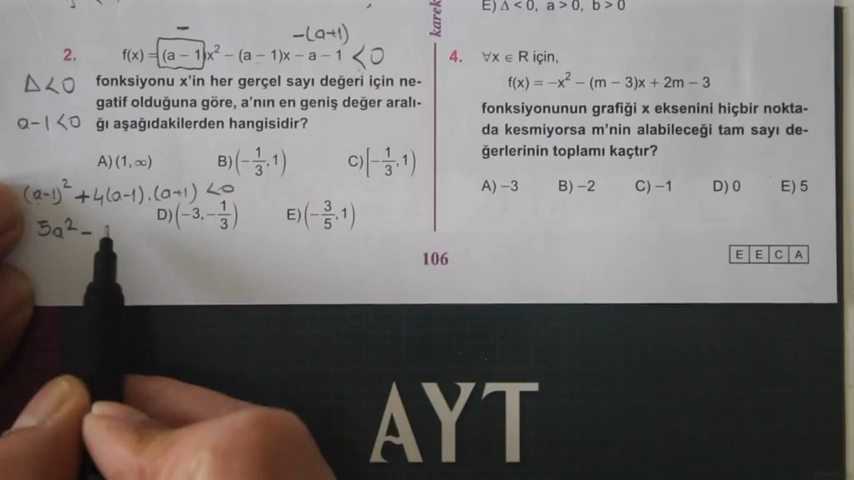 E) Δ < 0, a > 0, b > 0
karek
−
−(a+1)
2. f(x) = (a − 1)x² − (a − 1)x − a − 1 <0
Δ<0
fonksiyonu x'in her gerçel sayı değeri için ne-
gatif olduğuna göre, a'nın en geniş değer aralı-
a-1<0
ğı aşağıdakilerden hangisidir?
A) (1, ∞) B) (−1/3, 1) C) [−1/3, 1)
(a-1)² + 4(a-1).(a+1) <0
D) (−3, −1/3) E) (−3/5, 1)
5a² −
4. ∀x ∈ R için,
f(x) = −x² − (m − 3)x + 2m − 3
fonksiyonunun grafiği x eksenini hiçbir nokta-
da kesmiyorsa m'nin alabileceği tam sayı de-
ğerlerinin toplamı kaçtır?
A) −3 B) −2 C) −1 D) 0 E) 5
106
E E C A
AYT